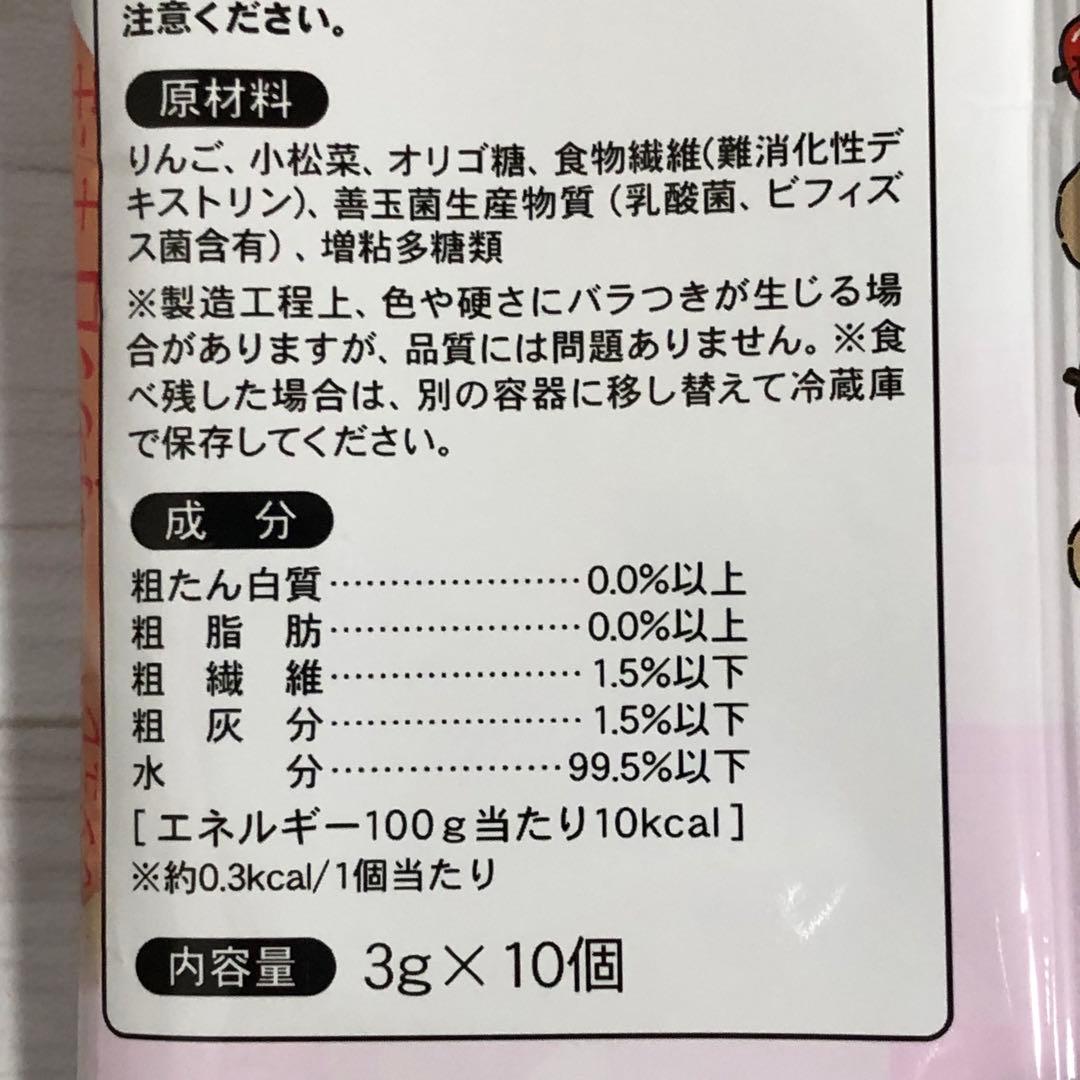 注意ください。
原材料
りんご、小松菜、オリゴ糖、食物繊維(難消化性デ
キストリン)、善玉菌生産物質(乳酸菌、ビフィズ
ス菌含有)、増粘多糖類
※製造工程上、色や硬さにバラつきが生じる場
合がありますが、品質には問題ありません。※食
べ残した場合は、別の容器に移し替えて冷蔵庫
で保存してください。
成 分
粗たん白質…………………0.0%以上
粗 脂 肪…………………0.0%以上
粗 繊 維…………………1.5%以下
粗 灰 分…………………1.5%以下
水 分…………………99.5%以下
[エネルギー100g当たり10kcal]
※約0.3kcal/1個当たり
内容量 3g×10個